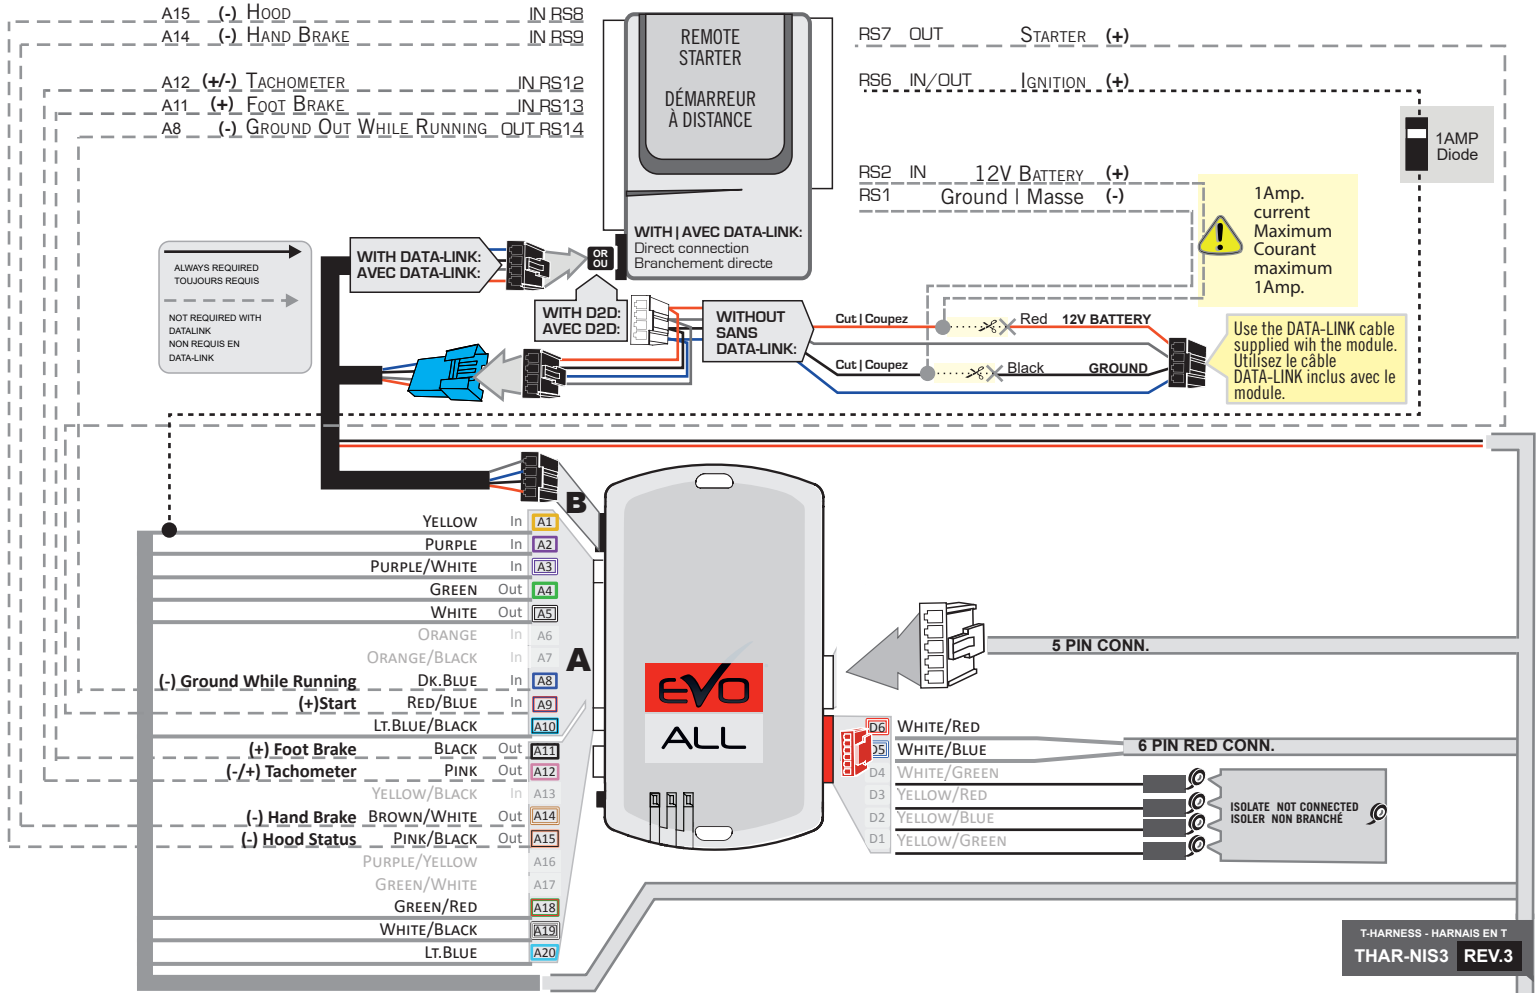 A15 (-) HOOD IN RS8
A14 (-) HAND BRAKE IN RS9
A12 (+/-) TACHOMETER IN RS12
A11 (+) FOOT BRAKE IN RS13
A8 (-) GROUND OUT WHILE RUNNING OUT RS14
REMOTE
STARTER
DÉMARREUR
À DISTANCE
RS7 OUT STARTER (+)
RS6 IN/OUT IGNITION (+)
1AMP
Diode
RS2 IN 12V BATTERY (+)
RS1 Ground | Masse (-)
1Amp.
current
Maximum
Courant
maximum
1Amp.
WITH | AVEC DATA-LINK:
Direct connection
Branchement directe
ALWAYS REQUIRED
TOUJOURS REQUIS
NOT REQUIRED WITH
DATALINK
NON REQUIS EN
DATA-LINK
WITH DATA-LINK:
AVEC DATA-LINK:
OR
OU
WITH D2D:
AVEC D2D:
WITHOUT
SANS
DATA-LINK:
Cut | Coupez Red 12V BATTERY
Cut | Coupez Black GROUND
Use the DATA-LINK cable
supplied wih the module.
Utilisez le câble
DATA-LINK inclus avec le
module.
B
A
YELLOW In A1
PURPLE In A2
PURPLE/WHITE In A3
GREEN Out A4
WHITE Out A5
ORANGE In A6
ORANGE/BLACK In A7
(-) Ground While Running DK.BLUE In A8
(+)Start RED/BLUE In A9
LT.BLUE/BLACK A10
(+) Foot Brake BLACK Out A11
(-/+) Tachometer PINK Out A12
YELLOW/BLACK In A13
(-) Hand Brake BROWN/WHITE Out A14
(-) Hood Status PINK/BLACK Out A15
PURPLE/YELLOW A16
GREEN/WHITE A17
GREEN/RED A18
WHITE/BLACK A19
LT.BLUE A20
EVO
ALL
5 PIN CONN.
D6 WHITE/RED
D5 WHITE/BLUE
6 PIN RED CONN.
D4 WHITE/GREEN
D3 YELLOW/RED
D2 YELLOW/BLUE
D1 YELLOW/GREEN
ISOLATE NOT CONNECTED
ISOLER NON BRANCHÉ
T-HARNESS - HARNAIS EN T
THAR-NIS3 REV.3